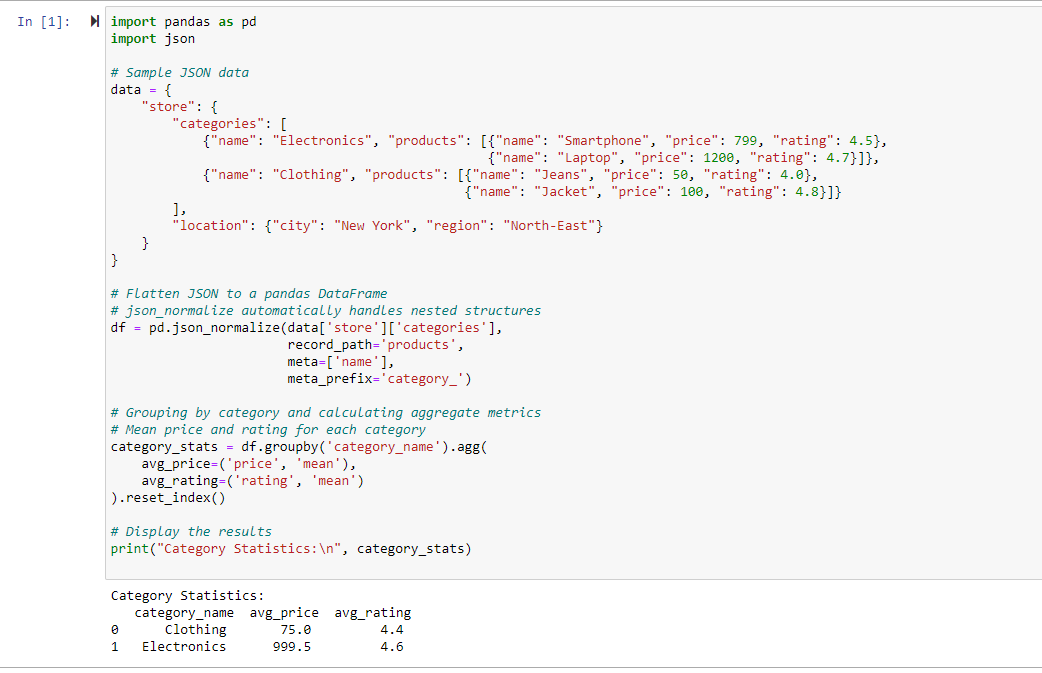 In [1]:
import pandas as pd
import json

# Sample JSON data
data = {
    "store": {
        "categories": [
            {"name": "Electronics", "products": [{"name": "Smartphone", "price": 799, "rating": 4.5},
                                                 {"name": "Laptop", "price": 1200, "rating": 4.7}]},
            {"name": "Clothing", "products": [{"name": "Jeans", "price": 50, "rating": 4.0},
                                              {"name": "Jacket", "price": 100, "rating": 4.8}]}
        ],
        "location": {"city": "New York", "region": "North-East"}
    }
}

# Flatten JSON to a pandas DataFrame
# json_normalize automatically handles nested structures
df = pd.json_normalize(data['store']['categories'],
                       record_path='products',
                       meta=['name'],
                       meta_prefix='category_')

# Grouping by category and calculating aggregate metrics
# Mean price and rating for each category
category_stats = df.groupby('category_name').agg(
    avg_price=('price', 'mean'),
    avg_rating=('rating', 'mean')
).reset_index()

# Display the results
print("Category Statistics:\n", category_stats)

Category Statistics:
   category_name  avg_price  avg_rating
0      Clothing       75.0         4.4
1   Electronics      999.5         4.6